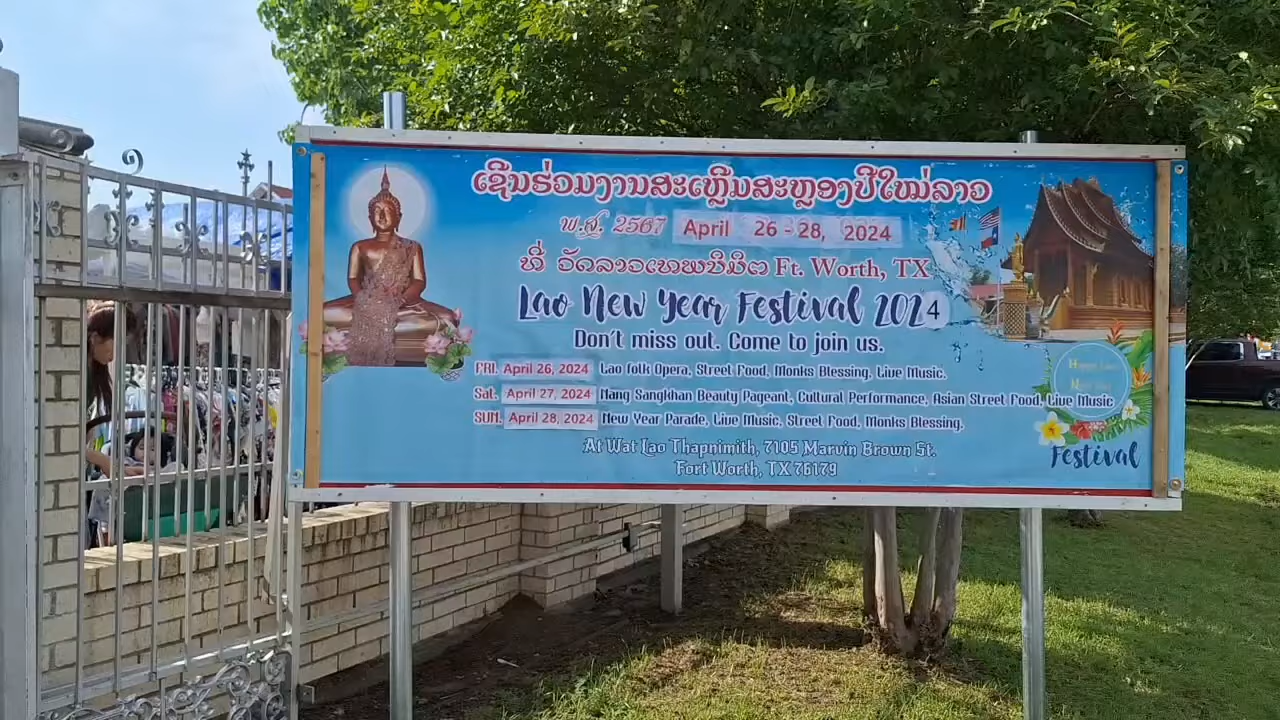 ເຊີນຮ່ວມງານສະເຫຼີມສະຫຼອງປີໃໝ່ລາວ
ພ.ສ. 2567 April 26 - 28, 2024
ທີ່ ວັດລາວເທພນິມິຕ Ft. Worth, TX
Lao New Year Festival 2024
Don't miss out. Come to join us.
FRI. April 26, 2024 Lao folk Opera, Street Food, Monks Blessing, Live Music.
Sat. April 27, 2024 Nang Sangkhan Beauty Pageant, Cultural Performance, Asian Street Food, Live Music
SUN. April 28, 2024 New Year Parade, Live Music, Street Food, Monks Blessing.
At Wat Lao Thapnimith, 7105 Marvin Brown St.
Fort Worth, TX 76179
Happy Lao
New Year
Festival